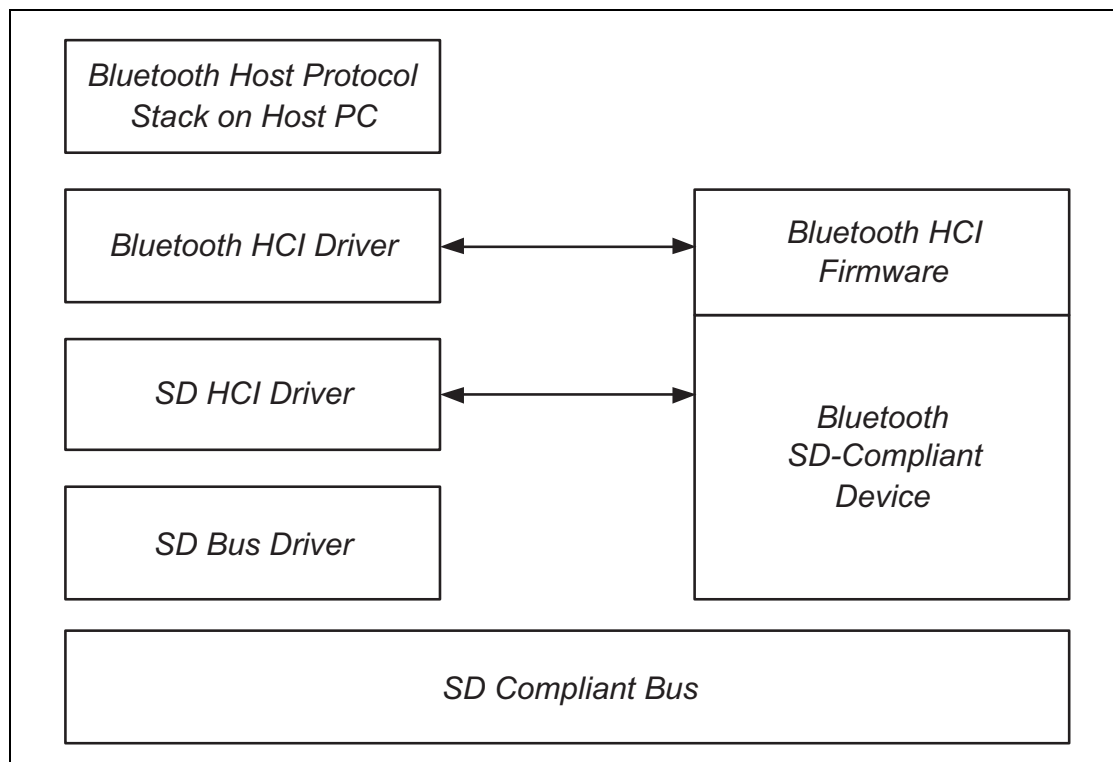 Bluetooth Host Protocol
Stack on Host PC
Bluetooth HCI Driver
Bluetooth HCI
Firmware
SD HCI Driver
Bluetooth
SD-Compliant
Device
SD Bus Driver
SD Compliant Bus